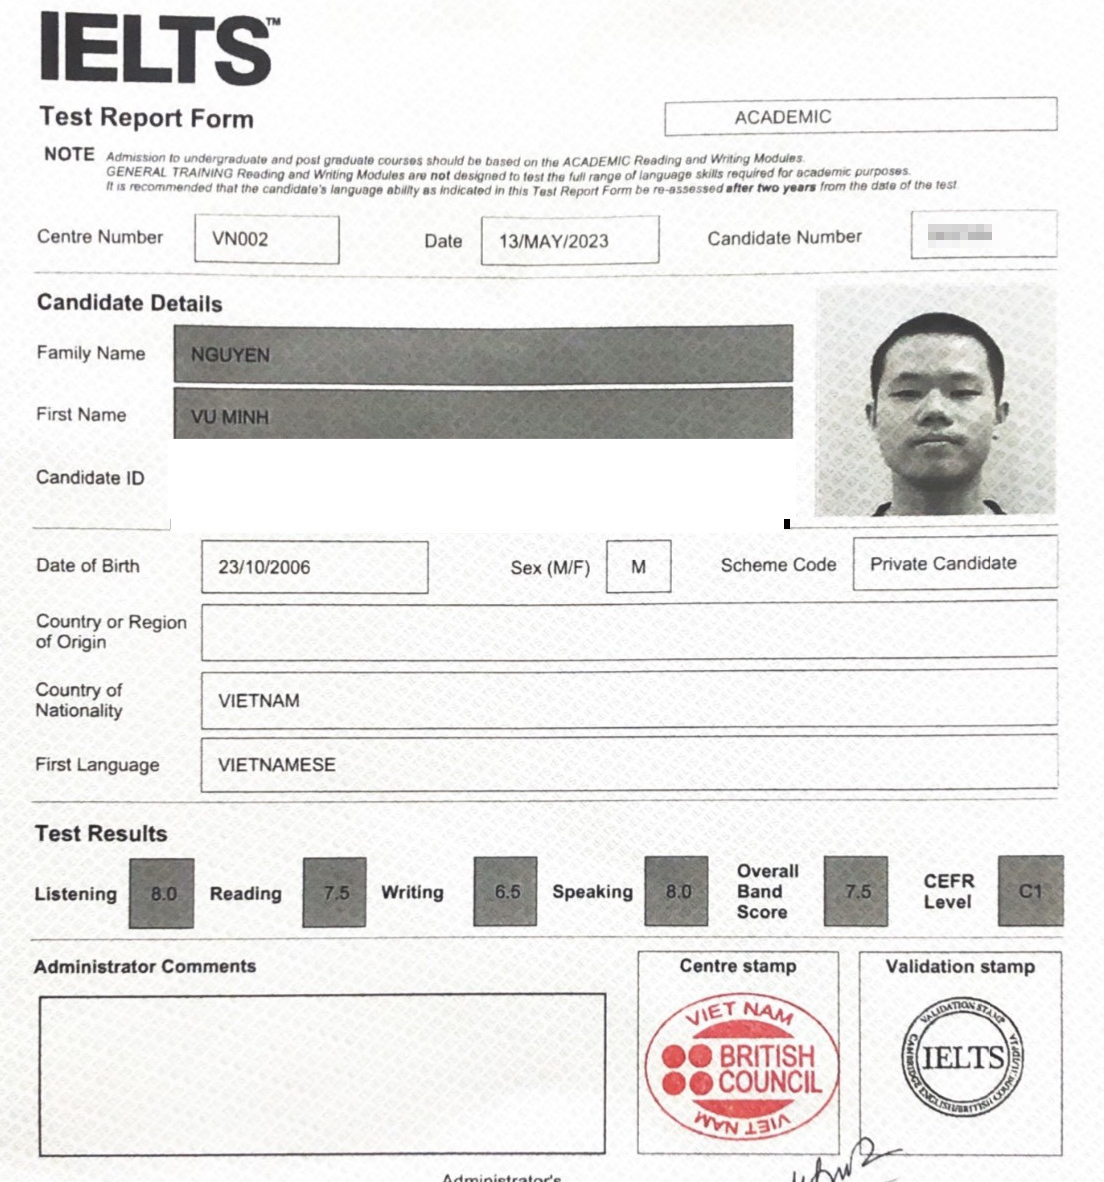 IELTS™
Test Report Form
ACADEMIC
NOTE Admission to undergraduate and post graduate courses should be based on the ACADEMIC Reading and Writing Modules.
GENERAL TRAINING Reading and Writing Modules are not designed to test the full range of language skills required for academic purposes.
It is recommended that the candidate's language ability as indicated in this Test Report Form be re-assessed after two years from the date of the test.
Centre Number VN002 Date 13/MAY/2023 Candidate Number
Candidate Details
Family Name NGUYEN
First Name VU MINH
Candidate ID
Date of Birth 23/10/2006 Sex (M/F) M Scheme Code Private Candidate
Country or Region
of Origin
Country of
Nationality
VIETNAM
First Language VIETNAMESE
Test Results
Listening 8.0 Reading 7.5 Writing 6.5 Speaking 8.0
Overall
Band
Score
7.5
CEFR
Level
C1
Administrator Comments
Centre stamp
Validation stamp
VIET NAM
BRITISH
COUNCIL
VIET NAM
VALIDATION STAMP
IELTS
Administrator's